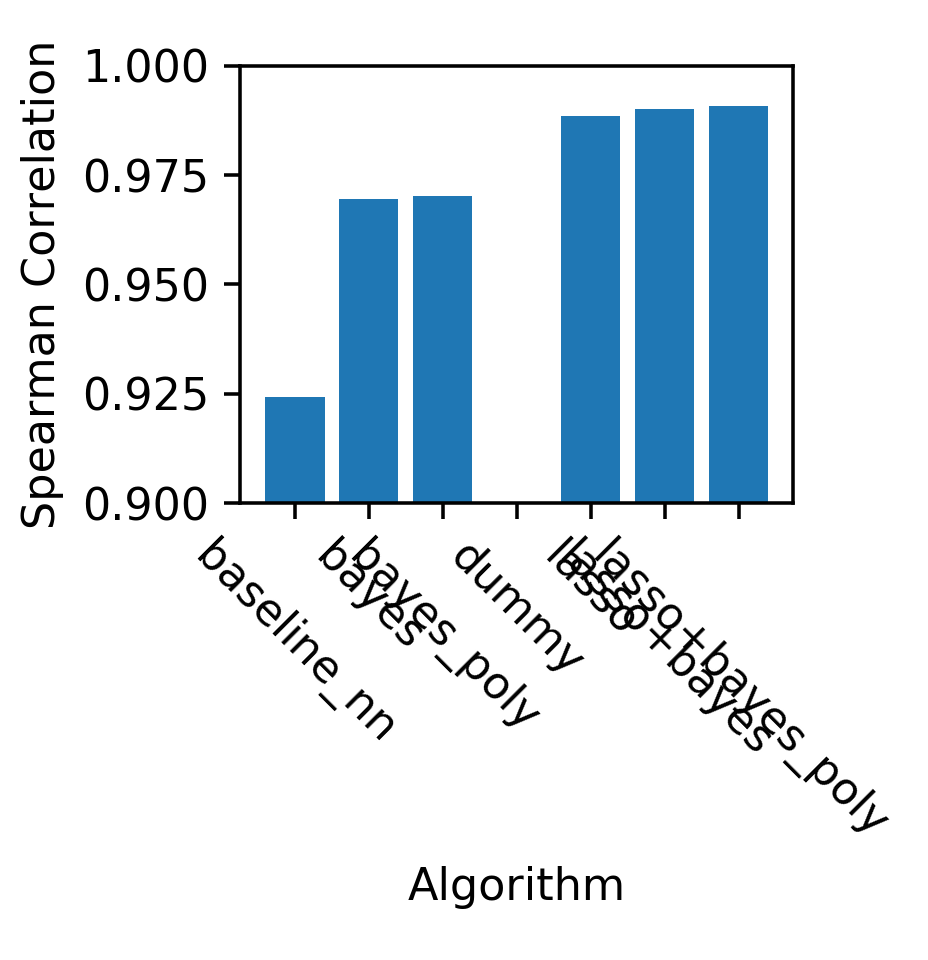 Spearman Correlation
1.000
0.975
0.950
0.925
0.900
baseline_nn
bayes
bayes_poly
dummy
lasso
lasso+bayes
lasso+bayes_poly
Algorithm